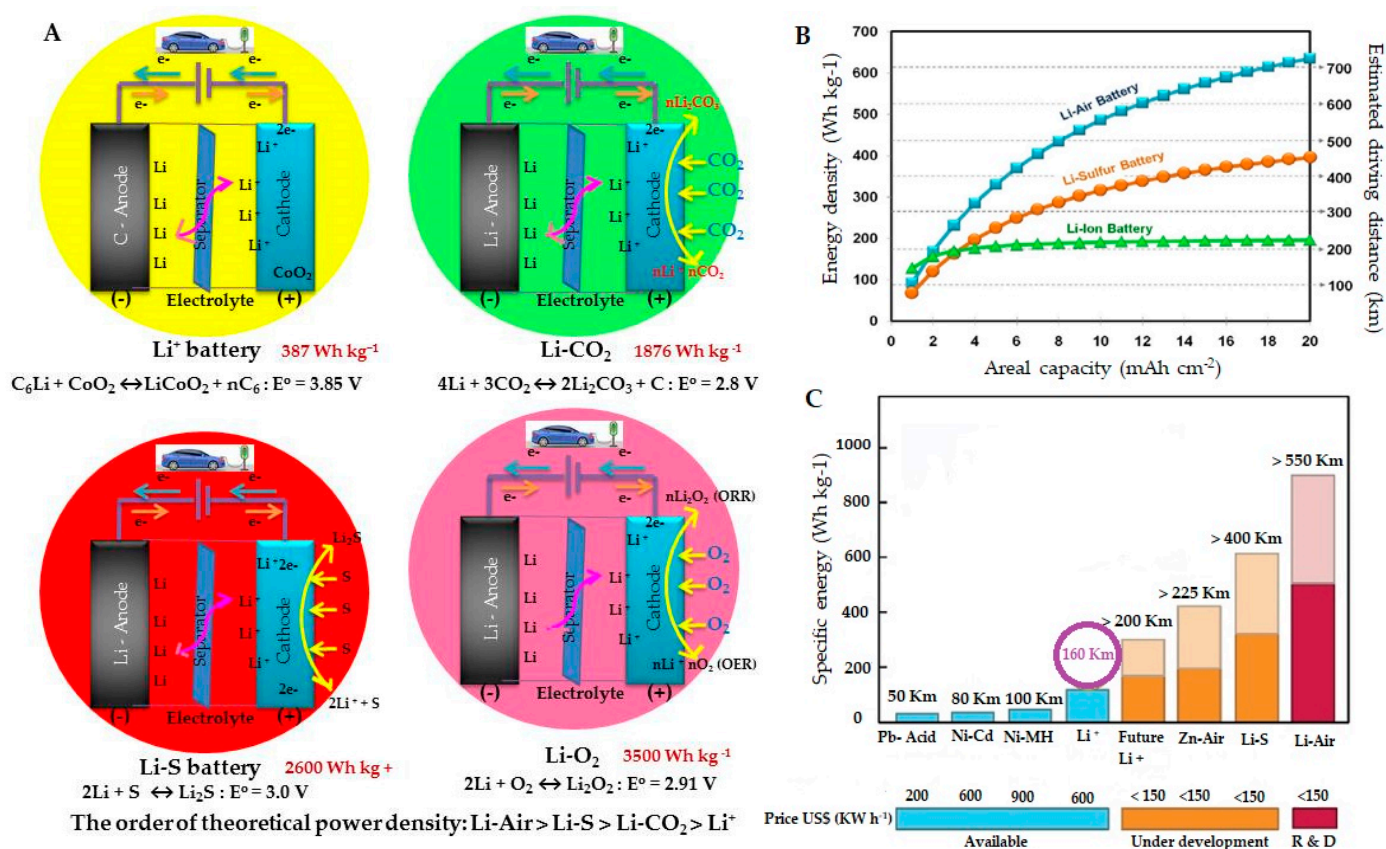 A
e- e-
e- e-
C - Anode
Li
Li
Li
Li
Separator
2e-
Li+
Li+
Li+
Li+
Cathode
CoO2
(-) Electrolyte (+)
Li+ battery 387 Wh kg-1
C6Li + CoO2 ↔LiCoO2 + nC6 : Eo = 3.85 V
e- e-
e- e-
Li - Anode
Li
Li
Li
Li
Separator
2e-
Li+
Li+
Li+
Li+
Cathode
nLi2CO3
CO2
CO2
CO2
nLi + nCO2
(-) Electrolyte (+)
Li-CO2 1876 Wh kg-1
4Li + 3CO2 ↔ 2Li2CO3 + C : Eo = 2.8 V
e- e-
e- e-
Li - Anode
Li
Li
Li
Li
Separator
Li+ 2e-
Li+
Li+
Li+
2e-
Cathode
Li2S
S
S
S
2Li+ + S
(-) Electrolyte (+)
Li-S battery 2600 Wh kg +
2Li + S ↔ Li2S : Eo = 3.0 V
e- e-
e- e-
Li - Anode
Li
Li
Li
Li
Separator
2e-
Li+
Li+
Li+
Li+
Cathode
nLi2O2 (ORR)
O2
O2
O2
nLi + nO2 (OER)
(-) Electrolyte (+)
Li-O2 3500 Wh kg-1
2Li + O2 ↔ Li2O2 : Eo = 2.91 V
The order of theoretical power density: Li-Air > Li-S > Li-CO2 > Li+
B
Energy density (Wh kg-1)
700
600
500
400
300
200
100
0
Li-Air Battery
Li-Sulfur Battery
Li-Ion Battery
700
600
500
400
300
200
100
Estimated driving distance (km)
0 2 4 6 8 10 12 14 16 18 20
Areal capacity (mAh cm-2)
C
Specific energy (Wh kg-1)
1000
800
600
400
200
0
50 Km 80 Km 100 Km 160 Km > 200 Km > 225 Km > 400 Km > 550 Km
Pb- Acid Ni-Cd Ni-MH Li+ Future Li+ Zn-Air Li-S Li-Air
200 600 900 600 < 150 <150 <150 <150
Price US$ (KW h-1)
Available Under development R & D